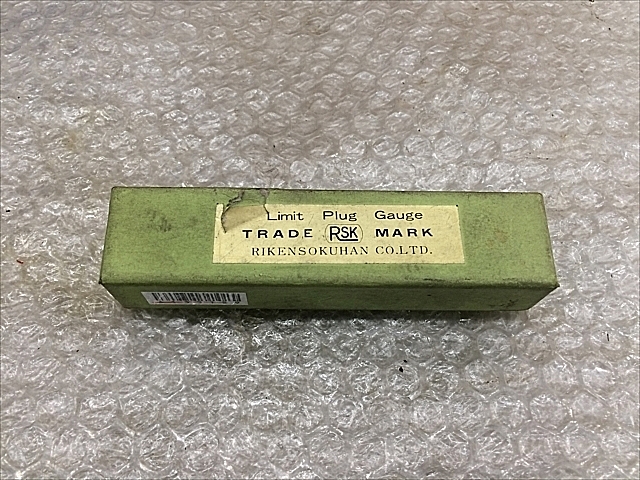 Limit Plug Gauge
TRADE RSK MARK
RIKENSOKUHAN CO.LTD.